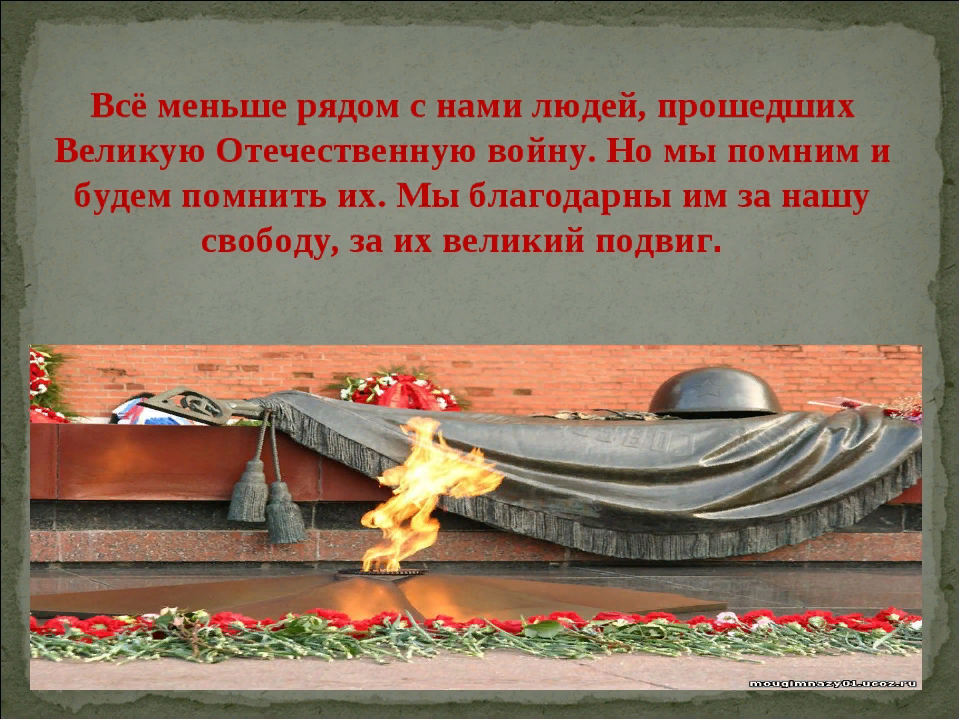 Всё меньше рядом с нами людей, прошедших
Великую Отечественную войну. Но мы помним и
будем помнить их. Мы благодарны им за нашу
свободу, за их великий подвиг.
mougimnazy01.ucoz.ru